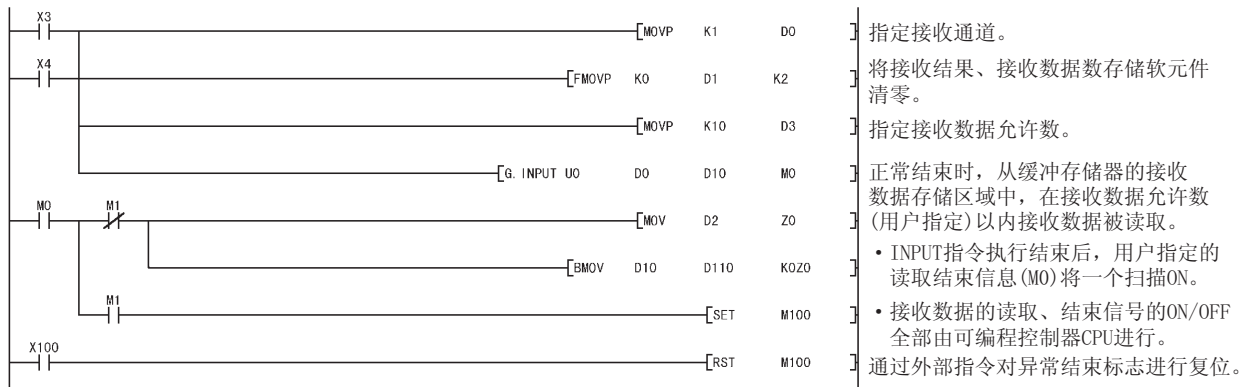 X3
[MOVP K1 D0 ] 指定接收通道。
X4
[FMOVP K0 D1 K2 ] 将接收结果、接收数据数存储软元件
清零。
[MOVP K10 D3 ] 指定接收数据允许数。
[G.INPUT U0 D0 D10 M0 ] 正常结束时，从缓冲存储器的接收
数据存储区域中，在接收数据允许数
M0 M1
[MOV D2 Z0 ] (用户指定)以内接收数据被读取。
[BMOV D10 D110 K0Z0 ] •INPUT指令执行结束后，用户指定的
读取结束信息(M0)将一个扫描ON。
M1
[SET M100 ] •接收数据的读取、结束信号的ON/OFF
全部由可编程控制器CPU进行。
X100
[RST M100 ] 通过外部指令对异常结束标志进行复位。